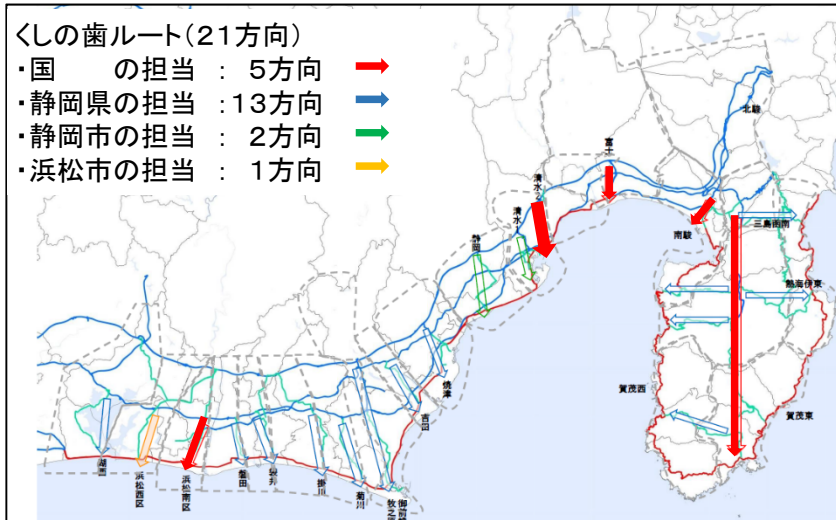 くしの歯ルート(21方向)
・国　　の担当 ： 5方向
・静岡県の担当 ：13方向
・静岡市の担当 ： 2方向
・浜松市の担当 ： 1方向
北駿
富士
清水
清水
静岡
南駿
三島函南
熱海伊東
焼津
吉田
賀茂西
賀茂東
湖西
浜松西区
浜松南区
磐田
袋井
掛川
菊川
牧之原
御前崎